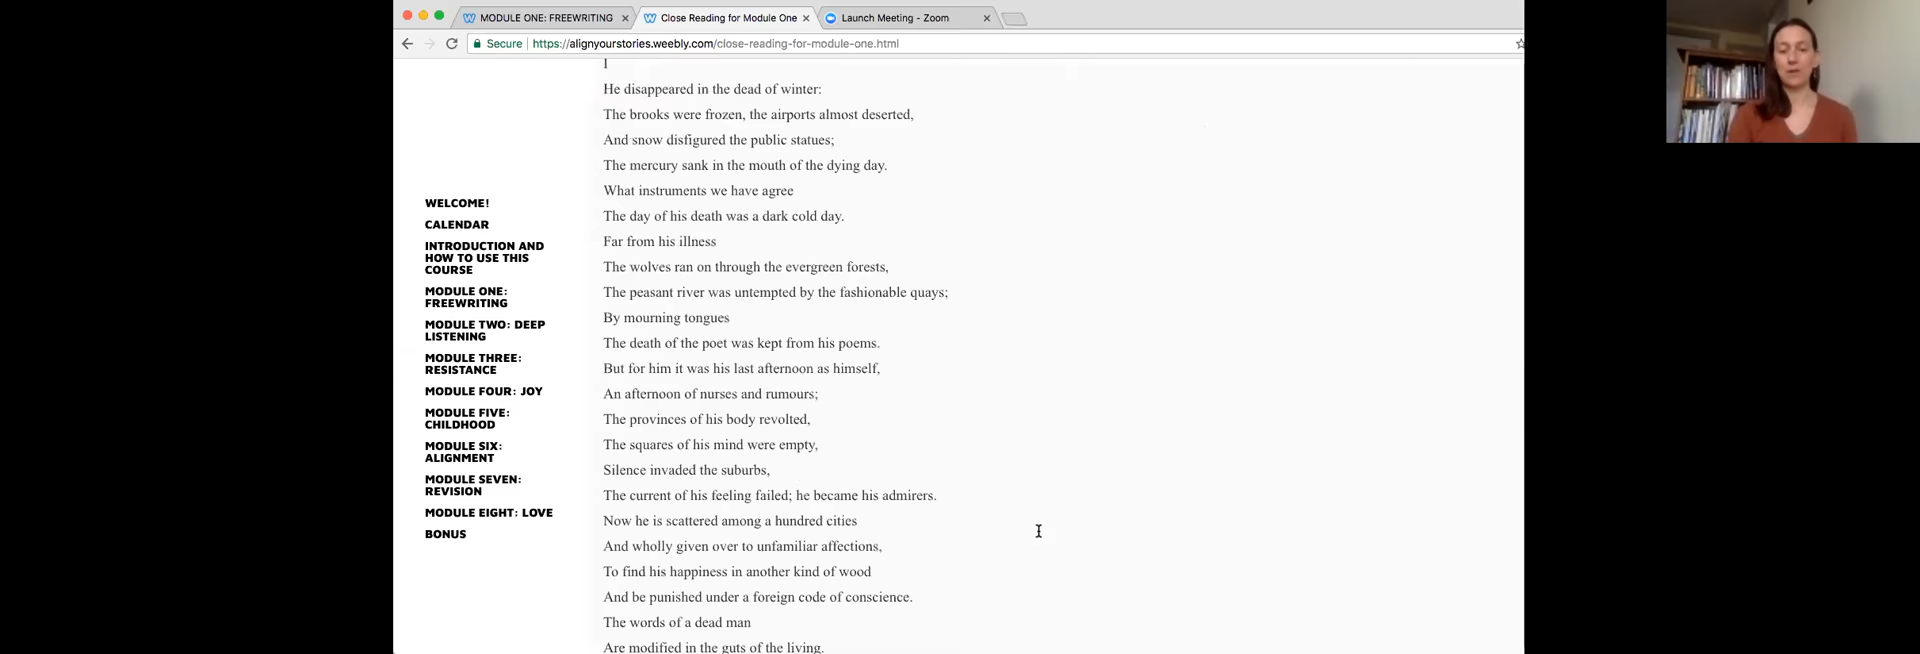 MODULE ONE: FREEWRITING
Close Reading for Module One
Launch Meeting - Zoom
Secure https://alignyourstories.weebly.com/close-reading-for-module-one.html
WELCOME!
CALENDAR
INTRODUCTION AND
HOW TO USE THIS
COURSE
MODULE ONE:
FREEWRITING
MODULE TWO: DEEP
LISTENING
MODULE THREE:
RESISTANCE
MODULE FOUR: JOY
MODULE FIVE:
CHILDHOOD
MODULE SIX:
ALIGNMENT
MODULE SEVEN:
REVISION
MODULE EIGHT: LOVE
BONUS
I
He disappeared in the dead of winter:
The brooks were frozen, the airports almost deserted,
And snow disfigured the public statues;
The mercury sank in the mouth of the dying day.
What instruments we have agree
The day of his death was a dark cold day.
Far from his illness
The wolves ran on through the evergreen forests,
The peasant river was untempted by the fashionable quays;
By mourning tongues
The death of the poet was kept from his poems.
But for him it was his last afternoon as himself,
An afternoon of nurses and rumours;
The provinces of his body revolted,
The squares of his mind were empty,
Silence invaded the suburbs,
The current of his feeling failed; he became his admirers.
Now he is scattered among a hundred cities
And wholly given over to unfamiliar affections,
To find his happiness in another kind of wood
And be punished under a foreign code of conscience.
The words of a dead man
Are modified in the guts of the living.